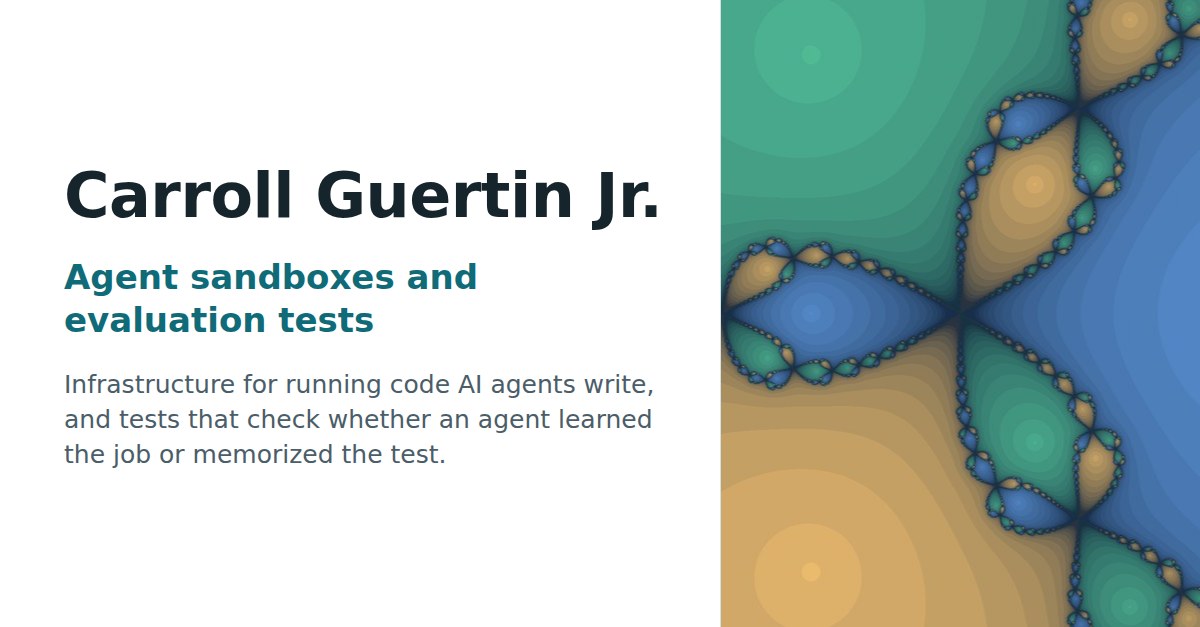 Carroll Guertin Jr.
Agent sandboxes and
evaluation tests
Infrastructure for running code AI agents write,
and tests that check whether an agent learned
the job or memorized the test.